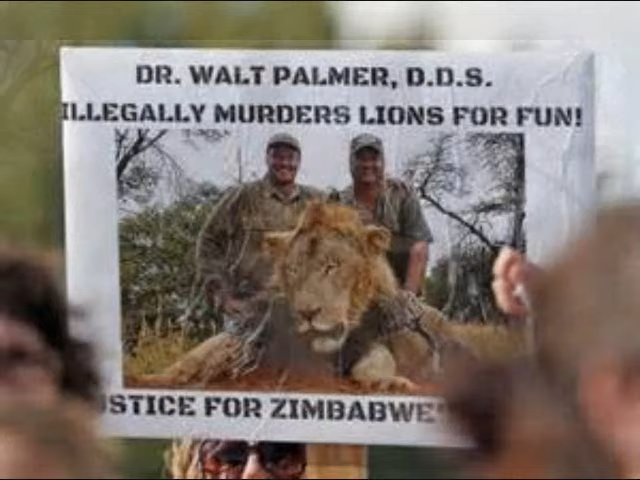 DR. WALT PALMER, D.D.S.
ILLEGALLY MURDERS LIONS FOR FUN!
STICE FOR ZIMBABWE